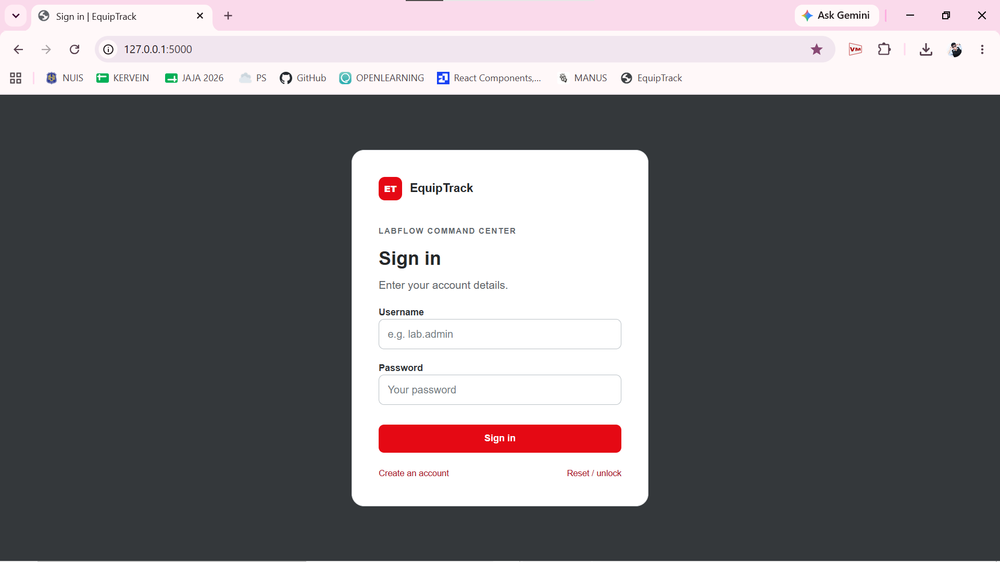 Sign in | EquipTrack
Ask Gemini
127.0.0.1:5000
VM
NUIS
KERVEIN
JAJA 2026
PS
GitHub
OPENLEARNING
React Components,...
MANUS
EquipTrack
ET
EquipTrack
LABFLOW COMMAND CENTER
Sign in
Enter your account details.
Username
e.g. lab.admin
Password
Your password
Sign in
Create an account
Reset / unlock